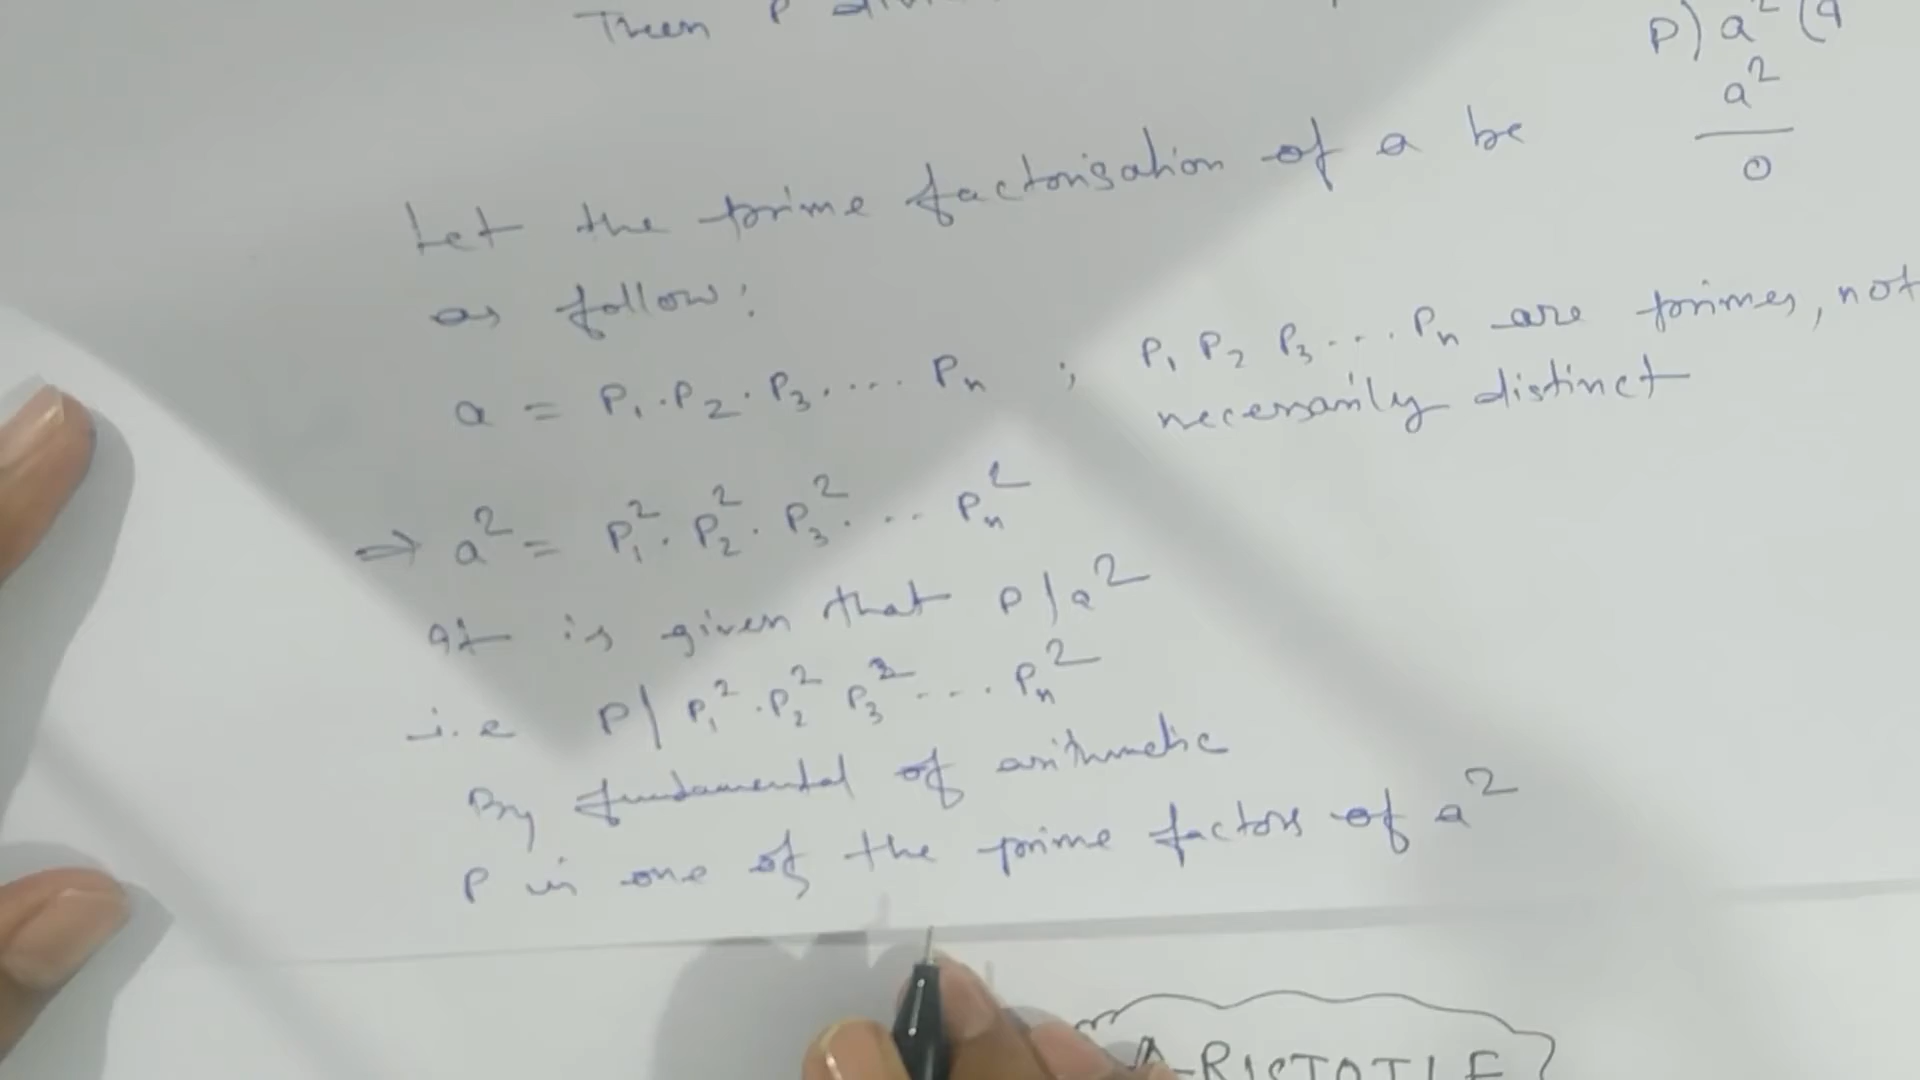 Then P
P) a² (q
a²
0
Let the prime factorisation of a be
as follow:
a = P₁.P₂.P₃.... Pₙ ; P₁ P₂ P₃... Pₙ are primes, not
necessarily distinct
⇒ a² = P₁².P₂².P₃²... Pₙ²
It is given that P|a²
i.e P| P₁².P₂² P₃²... Pₙ²
By fundamental of arithmetic
P is one of the prime factors of a²
ARISTOTLE